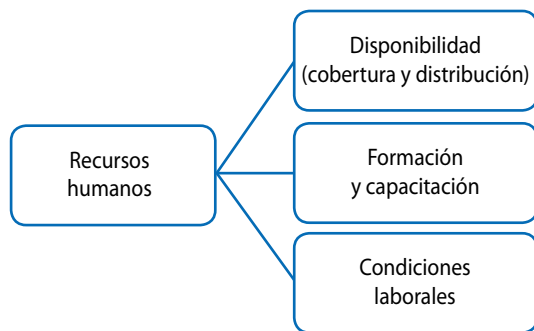 Disponibilidad
(cobertura y distribución)
Recursos
humanos
Formación
y capacitación
Condiciones
laborales